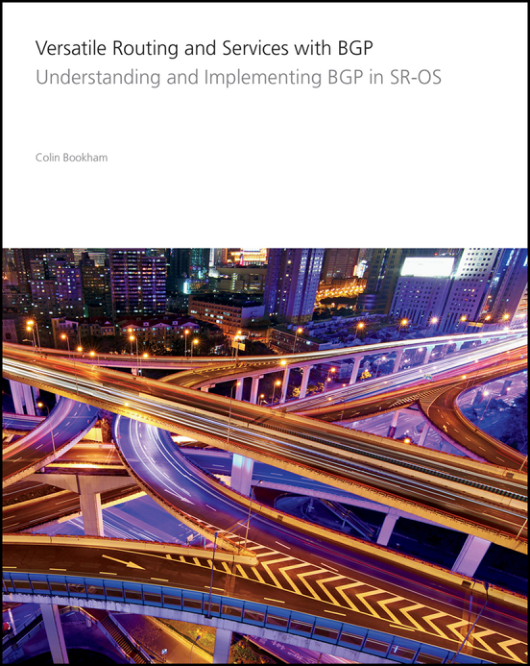 Versatile Routing and Services with BGP
Understanding and Implementing BGP in SR-OS
Colin Bookham